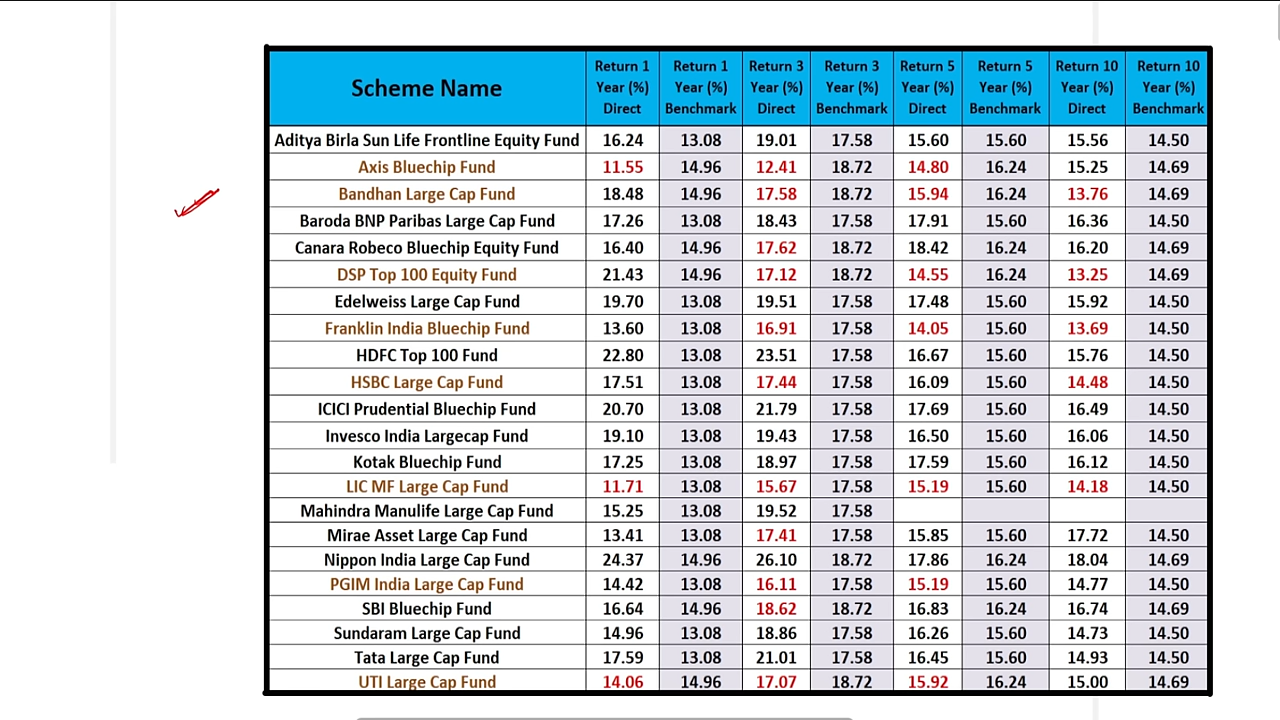 Scheme Name Return 1 Year (%) Direct Return 1 Year (%) Benchmark Return 3 Year (%) Direct Return 3 Year (%) Benchmark Return 5 Year (%) Direct Return 5 Year (%) Benchmark Return 10 Year (%) Direct Return 10 Year (%) Benchmark
Aditya Birla Sun Life Frontline Equity Fund 16.24 13.08 19.01 17.58 15.60 15.60 15.56 14.50
Axis Bluechip Fund 11.55 14.96 12.41 18.72 14.80 16.24 15.25 14.69
Bandhan Large Cap Fund 18.48 14.96 17.58 18.72 15.94 16.24 13.76 14.69
Baroda BNP Paribas Large Cap Fund 17.26 13.08 18.43 17.58 17.91 15.60 16.36 14.50
Canara Robeco Bluechip Equity Fund 16.40 14.96 17.62 18.72 18.42 16.24 16.20 14.69
DSP Top 100 Equity Fund 21.43 14.96 17.12 18.72 14.55 16.24 13.25 14.69
Edelweiss Large Cap Fund 19.70 13.08 19.51 17.58 17.48 15.60 15.92 14.50
Franklin India Bluechip Fund 13.60 13.08 16.91 17.58 14.05 15.60 13.69 14.50
HDFC Top 100 Fund 22.80 13.08 23.51 17.58 16.67 15.60 15.76 14.50
HSBC Large Cap Fund 17.51 13.08 17.44 17.58 16.09 15.60 14.48 14.50
ICICI Prudential Bluechip Fund 20.70 13.08 21.79 17.58 17.69 15.60 16.49 14.50
Invesco India Largecap Fund 19.10 13.08 19.43 17.58 16.50 15.60 16.06 14.50
Kotak Bluechip Fund 17.25 13.08 18.97 17.58 17.59 15.60 16.12 14.50
LIC MF Large Cap Fund 11.71 13.08 15.67 17.58 15.19 15.60 14.18 14.50
Mahindra Manulife Large Cap Fund 15.25 13.08 19.52 17.58
Mirae Asset Large Cap Fund 13.41 13.08 17.41 17.58 15.85 15.60 17.72 14.50
Nippon India Large Cap Fund 24.37 14.96 26.10 18.72 17.86 16.24 18.04 14.69
PGIM India Large Cap Fund 14.42 13.08 16.11 17.58 15.19 15.60 14.77 14.50
SBI Bluechip Fund 16.64 14.96 18.62 18.72 16.83 16.24 16.74 14.69
Sundaram Large Cap Fund 14.96 13.08 18.86 17.58 16.26 15.60 14.73 14.50
Tata Large Cap Fund 17.59 13.08 21.01 17.58 16.45 15.60 14.93 14.50
UTI Large Cap Fund 14.06 14.96 17.07 18.72 15.92 16.24 15.00 14.69